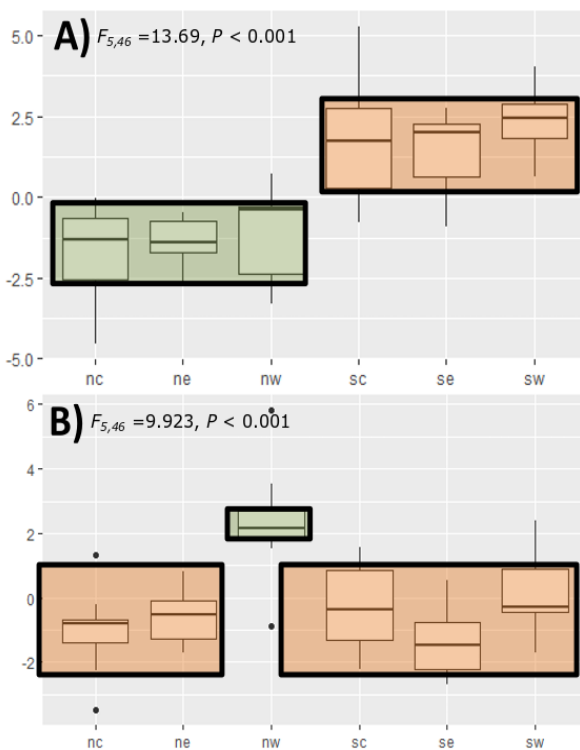 A) F5,46 =13.69, P < 0.001
5.0
2.5
0.0
-2.5
-5.0
nc ne nw sc se sw
B) F5,46 =9.923, P < 0.001
6
4
2
0
-2
nc ne nw sc se sw